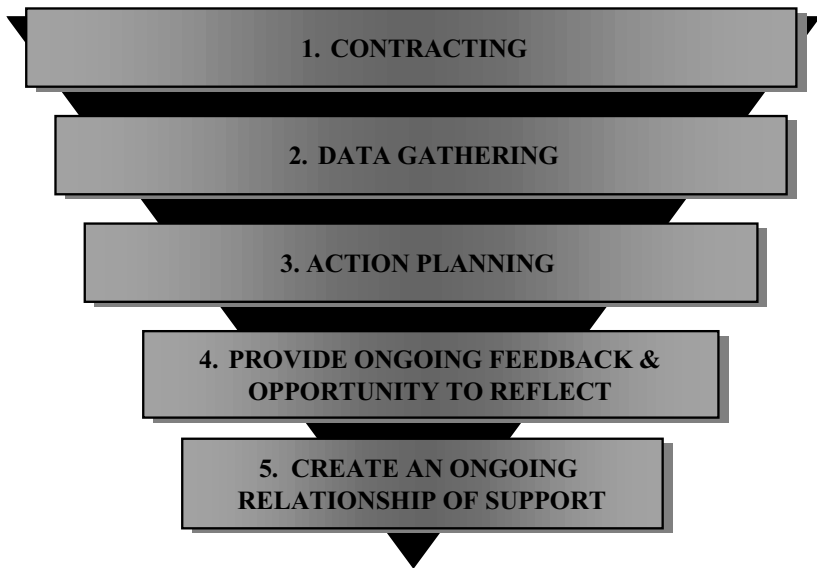 1. CONTRACTING
2. DATA GATHERING
3. ACTION PLANNING
4. PROVIDE ONGOING FEEDBACK &
OPPORTUNITY TO REFLECT
5. CREATE AN ONGOING
RELATIONSHIP OF SUPPORT